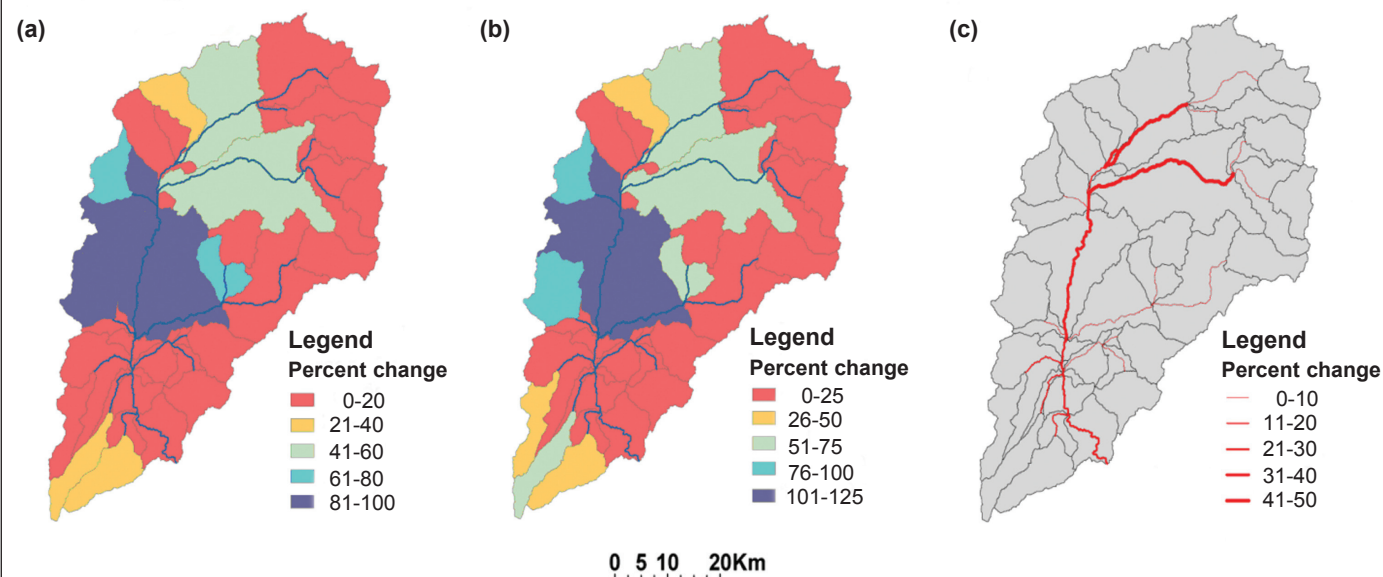 (a)
Legend
Percent change
0-20
21-40
41-60
61-80
81-100
(b)
Legend
Percent change
0-25
26-50
51-75
76-100
101-125
(c)
Legend
Percent change
0-10
11-20
21-30
31-40
41-50
0 5 10 20Km